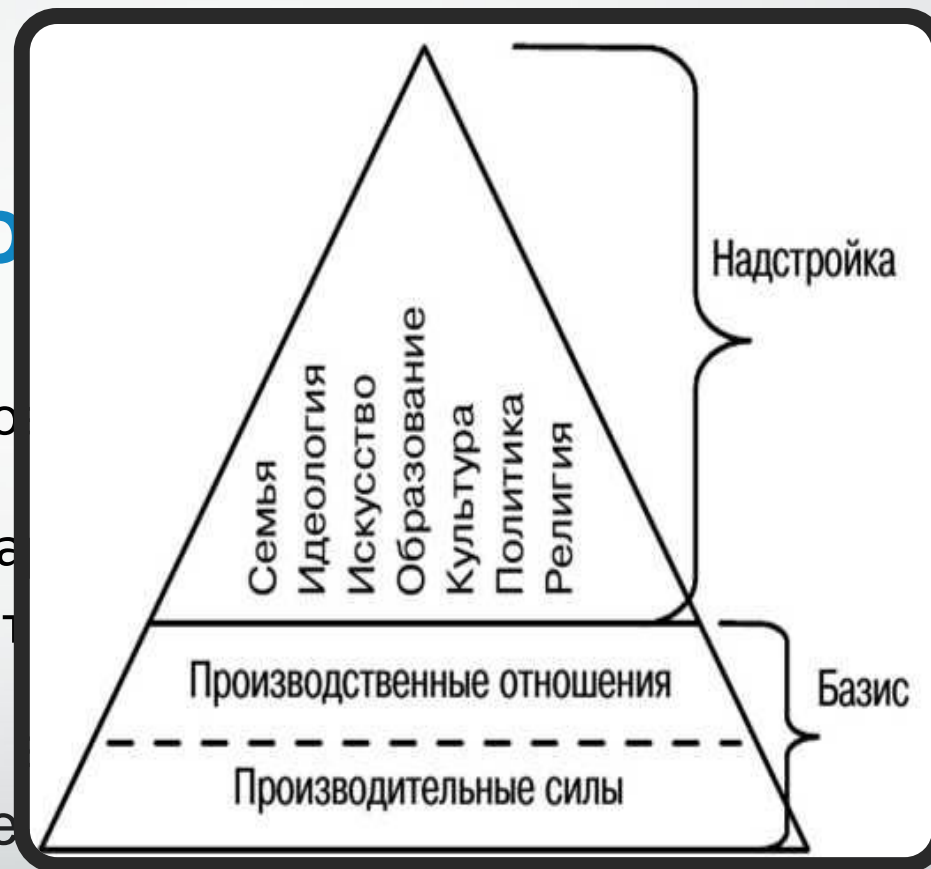 Надстройка
Семья
Идеология
Искусство
Образование
Культура
Политика
Религия
Производственные отношения
Базис
Производительные силы